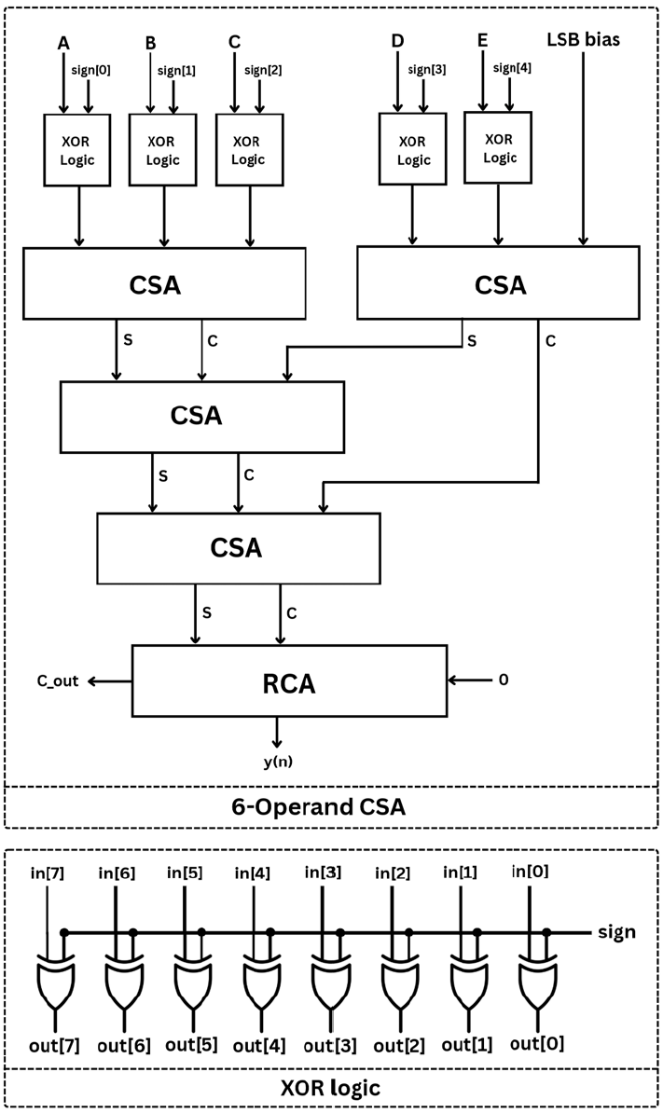 A B C D E LSB bias
sign[0] sign[1] sign[2] sign[3] sign[4]
XOR Logic
XOR Logic
XOR Logic
XOR Logic
XOR Logic
CSA CSA
S C S C
CSA
S C
CSA
S C
C_out RCA 0
y(n)
6-Operand CSA
in[7] in[6] in[5] in[4] in[3] in[2] in[1] in[0]
sign
out[7] out[6] out[5] out[4] out[3] out[2] out[1] out[0]
XOR logic